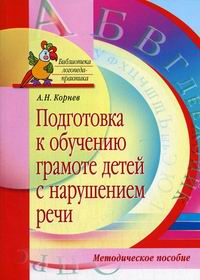 Библиотека
логопеда-
практика
А.Н. Корнев
Подготовка
к обучению
грамоте детей
с нарушением
речи
Методическое пособие